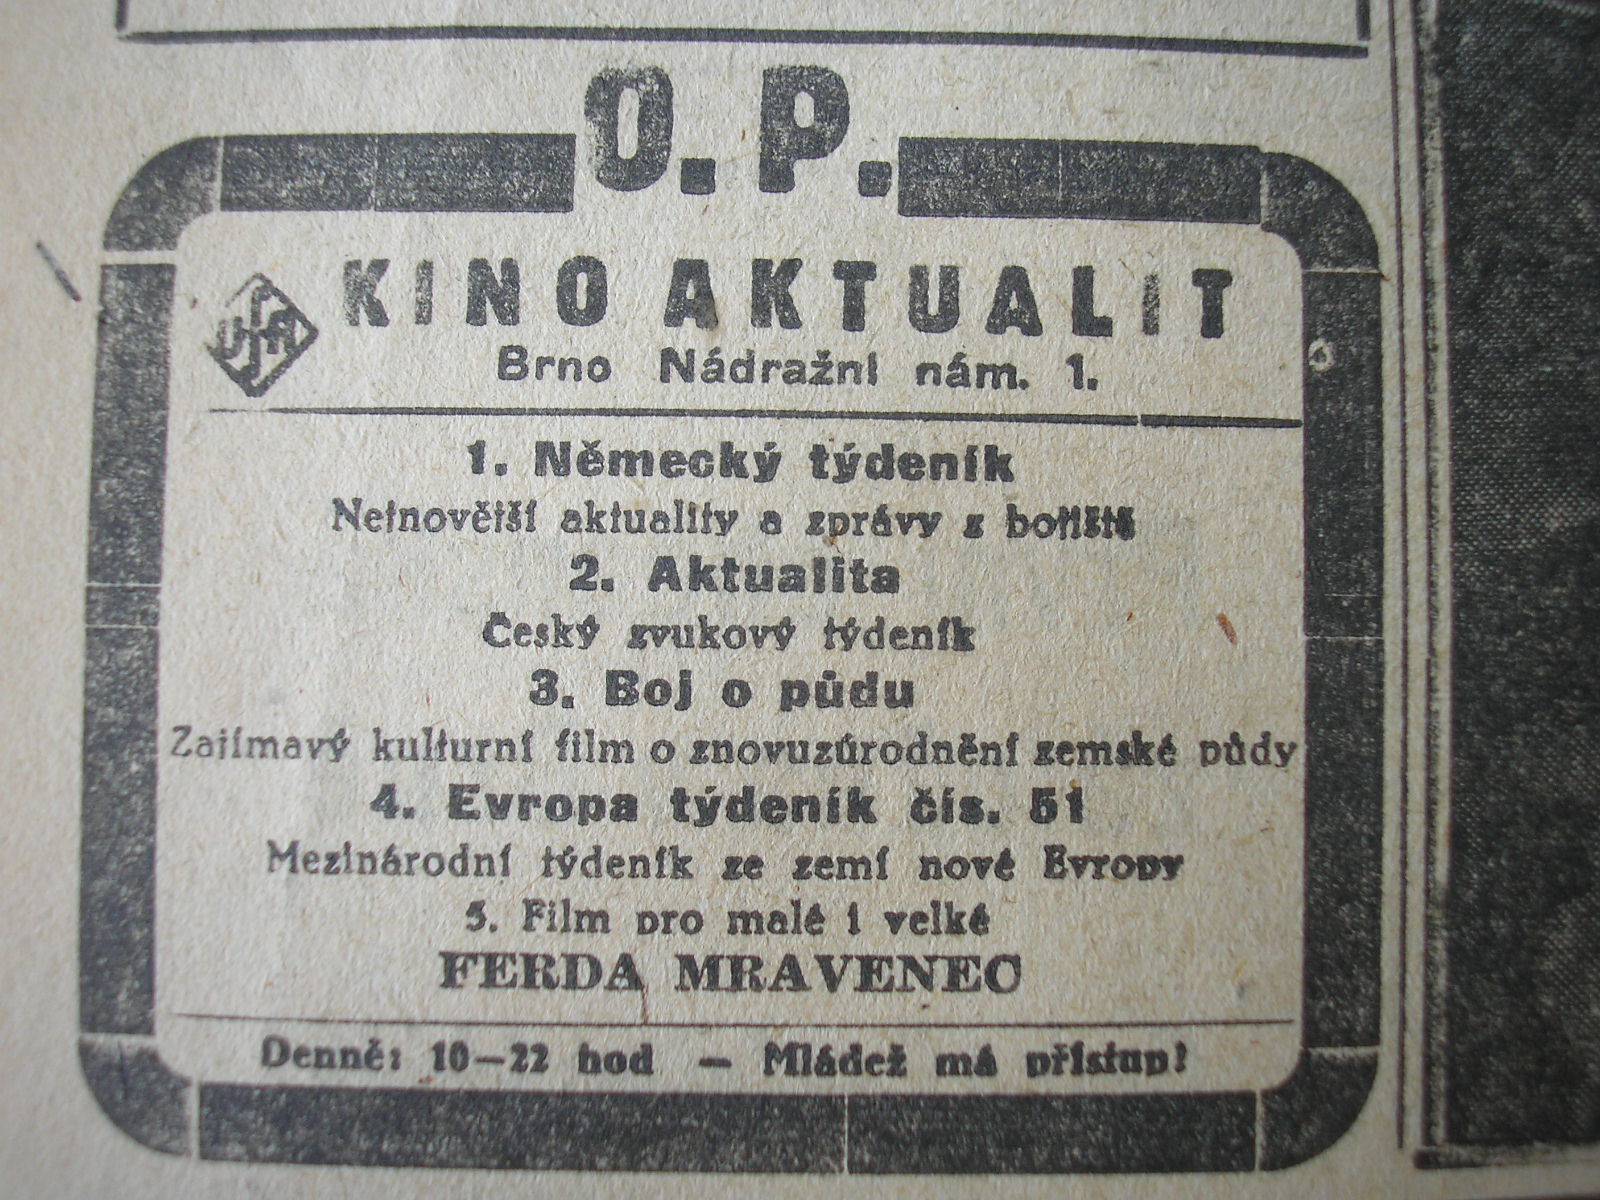 O.P.
UFA
KINO AKTUALIT
Brno Nádražní nám. 1.
1. Německý týdeník
Nejnovější aktuality a zprávy z bojiště
2. Aktualita
Český zvukový týdeník
3. Boj o půdu
Zajímavý kulturní film o znovuzúrodnění zemské půdy
4. Evropa týdeník čís. 51
Mezinárodní týdeník ze zemí nové Evropy
5. Film pro malé i velké
FERDA MRAVENEC
Denně: 10—22 hod — Mládež má přístup!